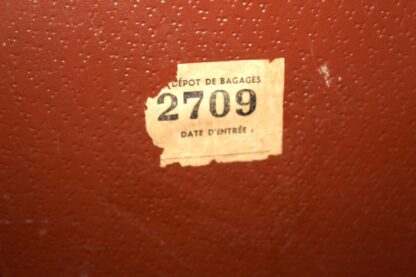 DÉPOT DE BAGAGES
2709
DATE D'ENTRÉE :